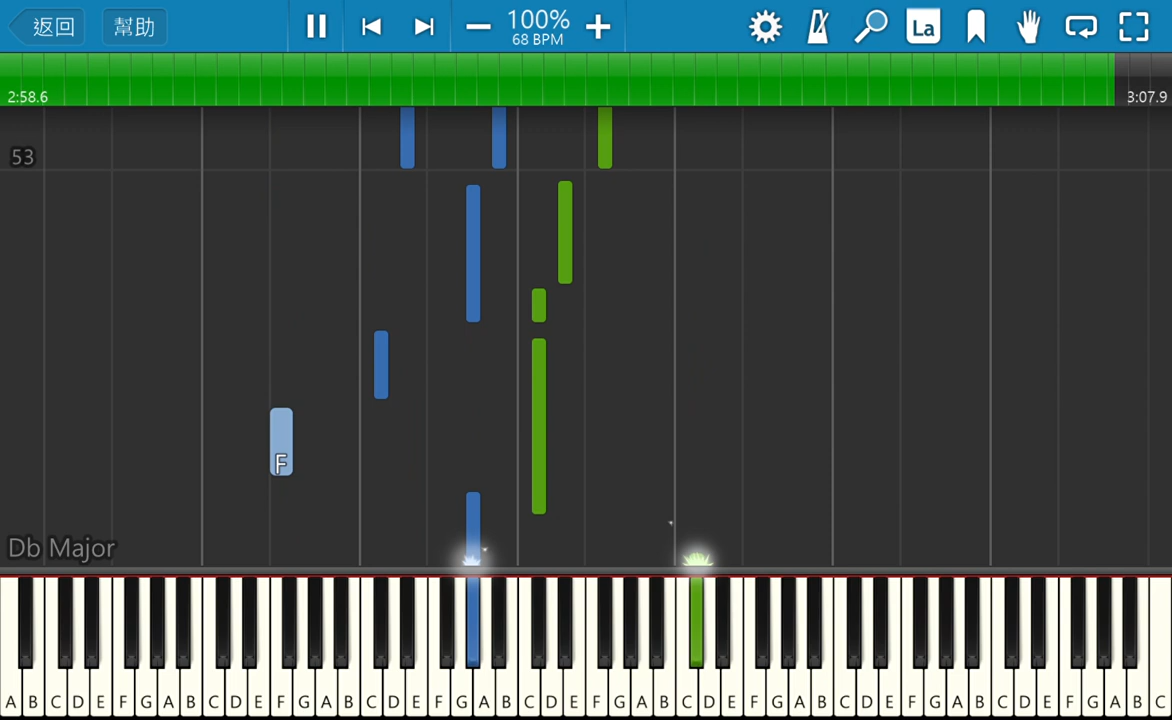 返回
幫助
100%
68 BPM
La
2:58.6
3:07.9
53
F
Db Major
A B C D E F G A B C D E F G A B C D E F G A B C D E F G A B C D E F G A B C D E F G A B C D E F G A B C